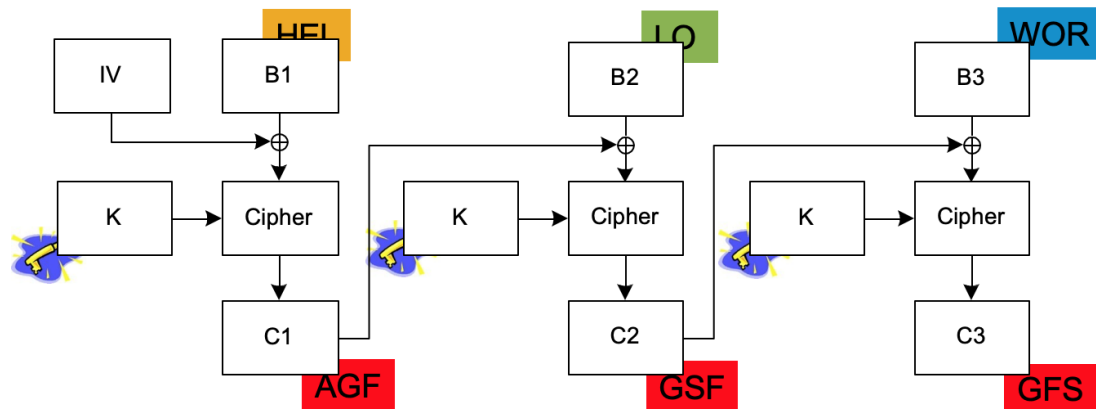 HEL
LO
WOR
IV
B1
B2
B3
K
Cipher
K
Cipher
K
Cipher
C1
C2
C3
AGF
GSF
GFS